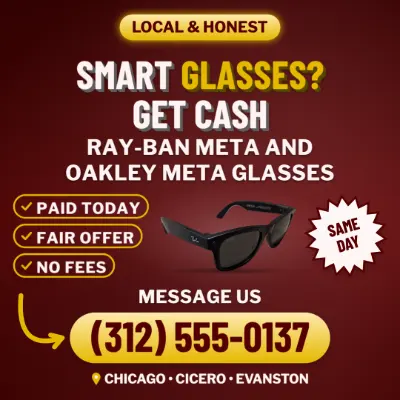 LOCAL & HONEST
SMART GLASSES?
GET CASH
RAY-BAN META AND
OAKLEY META GLASSES
PAID TODAY
FAIR OFFER
NO FEES
SAME
DAY
MESSAGE US
(312) 555-0137
CHICAGO • CICERO • EVANSTON